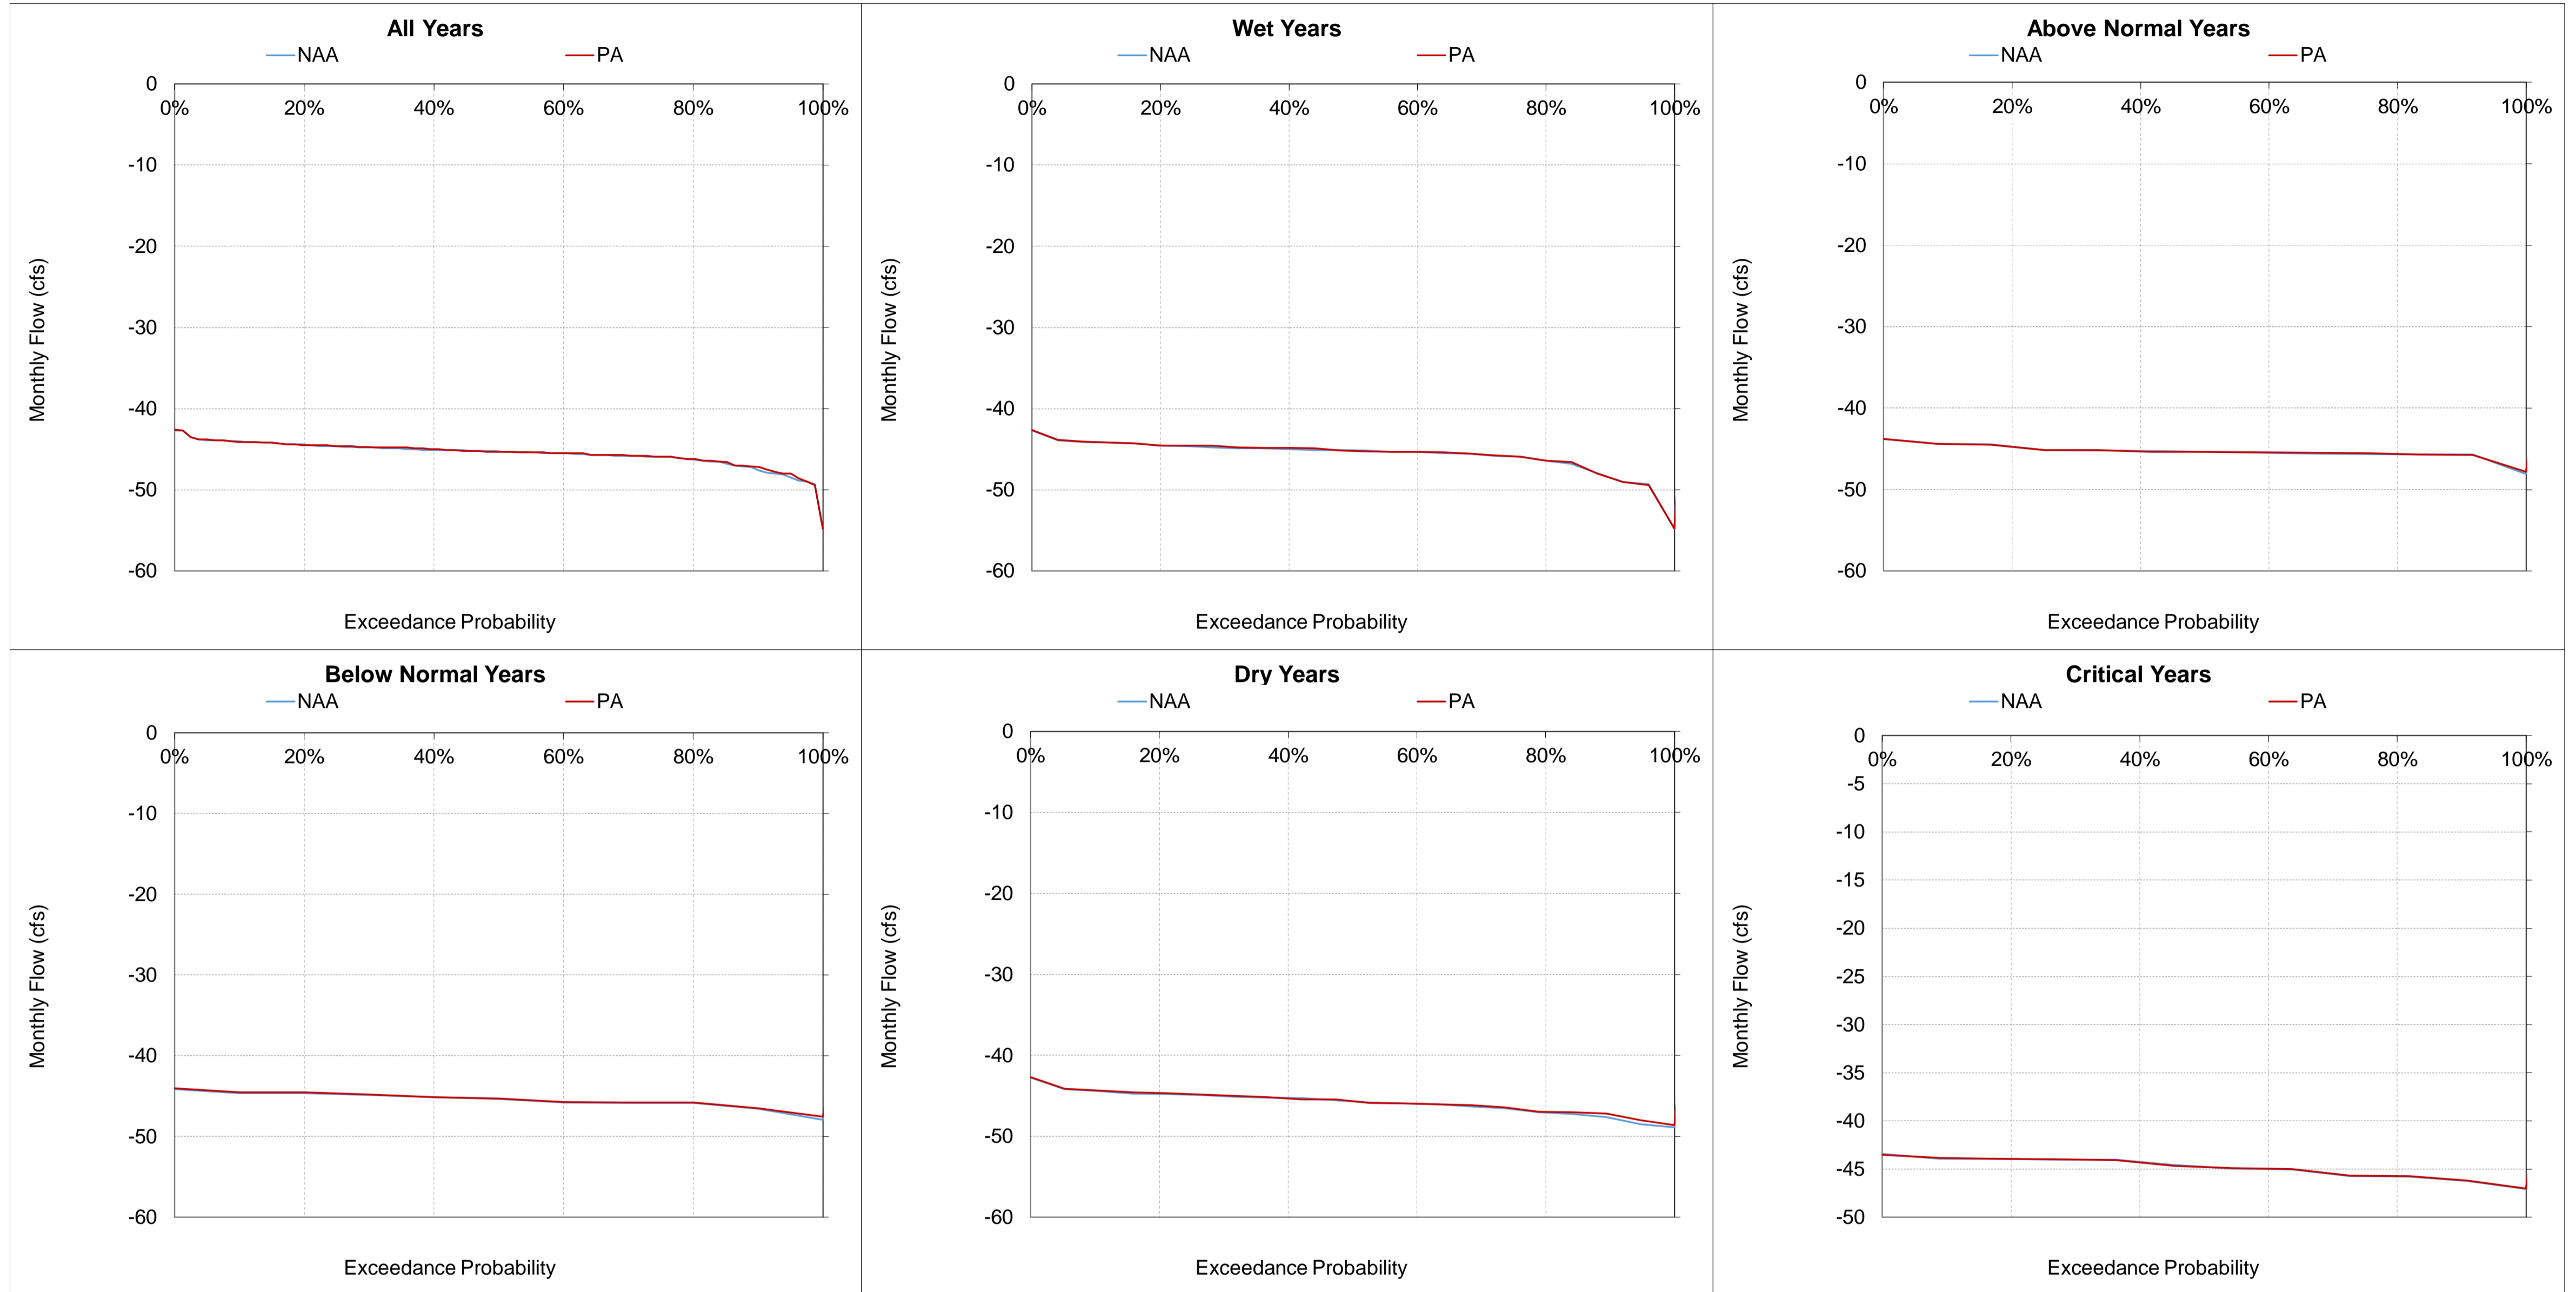 All Years
NAA PA
0
0% 20% 40% 60% 80% 100%
-10
-20
-30
-40
-50
-60
Monthly Flow (cfs)
Exceedance Probability
Wet Years
NAA PA
0
0% 20% 40% 60% 80% 100%
-10
-20
-30
-40
-50
-60
Monthly Flow (cfs)
Exceedance Probability
Above Normal Years
NAA PA
0
0% 20% 40% 60% 80% 100%
-10
-20
-30
-40
-50
-60
Monthly Flow (cfs)
Exceedance Probability
Below Normal Years
NAA PA
0
0% 20% 40% 60% 80% 100%
-10
-20
-30
-40
-50
-60
Monthly Flow (cfs)
Exceedance Probability
Dry Years
NAA PA
0
0% 20% 40% 60% 80% 100%
-10
-20
-30
-40
-50
-60
Monthly Flow (cfs)
Exceedance Probability
Critical Years
NAA PA
0
0% 20% 40% 60% 80% 100%
-5
-10
-15
-20
-25
-30
-35
-40
-45
-50
Monthly Flow (cfs)
Exceedance Probability